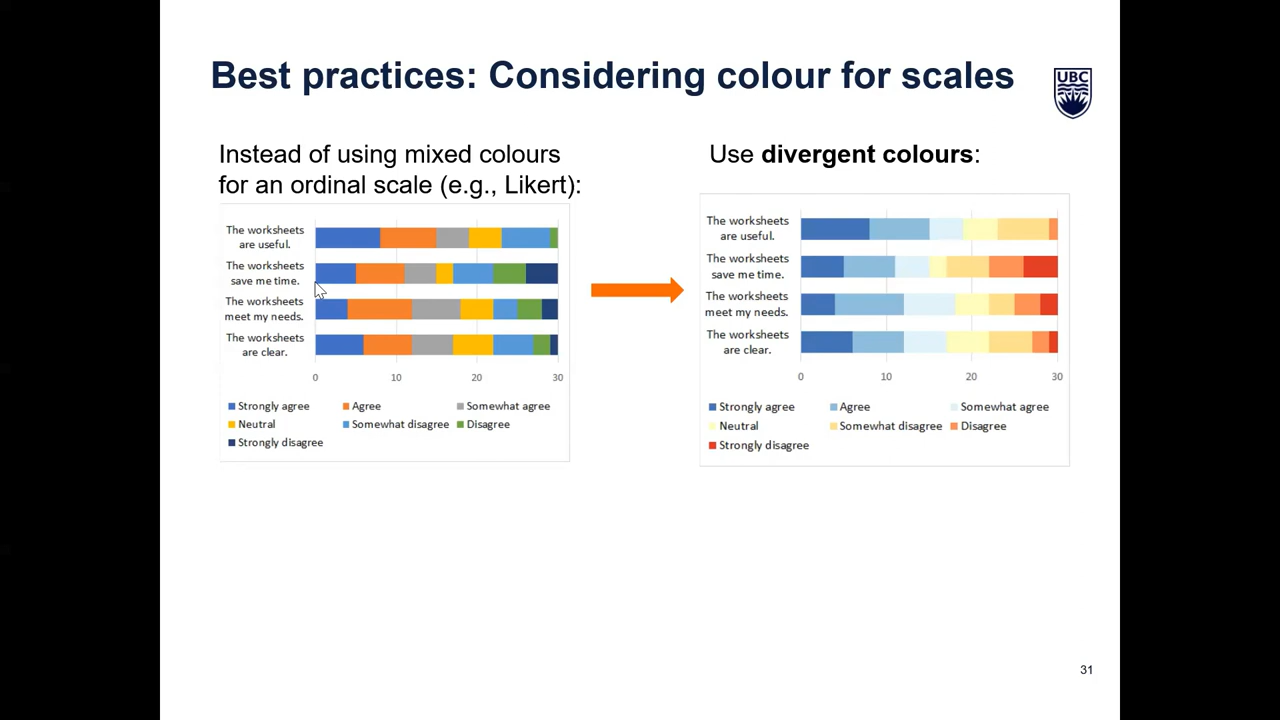 Best practices: Considering colour for scales
UBC
Instead of using mixed colours
for an ordinal scale (e.g., Likert):
The worksheets
are useful.
The worksheets
save me time.
The worksheets
meet my needs.
The worksheets
are clear.
0 10 20 30
Strongly agree Agree Somewhat agree
Neutral Somewhat disagree Disagree
Strongly disagree
Use divergent colours:
The worksheets
are useful.
The worksheets
save me time.
The worksheets
meet my needs.
The worksheets
are clear.
0 10 20 30
Strongly agree Agree Somewhat agree
Neutral Somewhat disagree Disagree
Strongly disagree
31